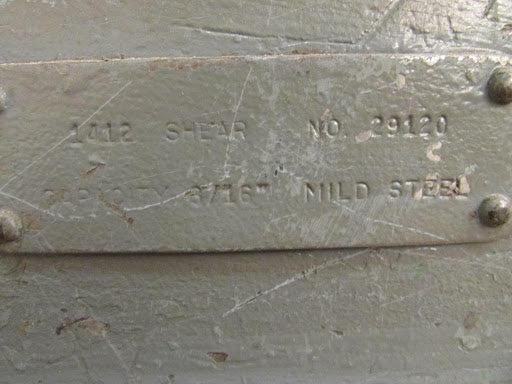 1412 SHEAR NO. 29120
CAPACITY 3/16" MILD STEEL